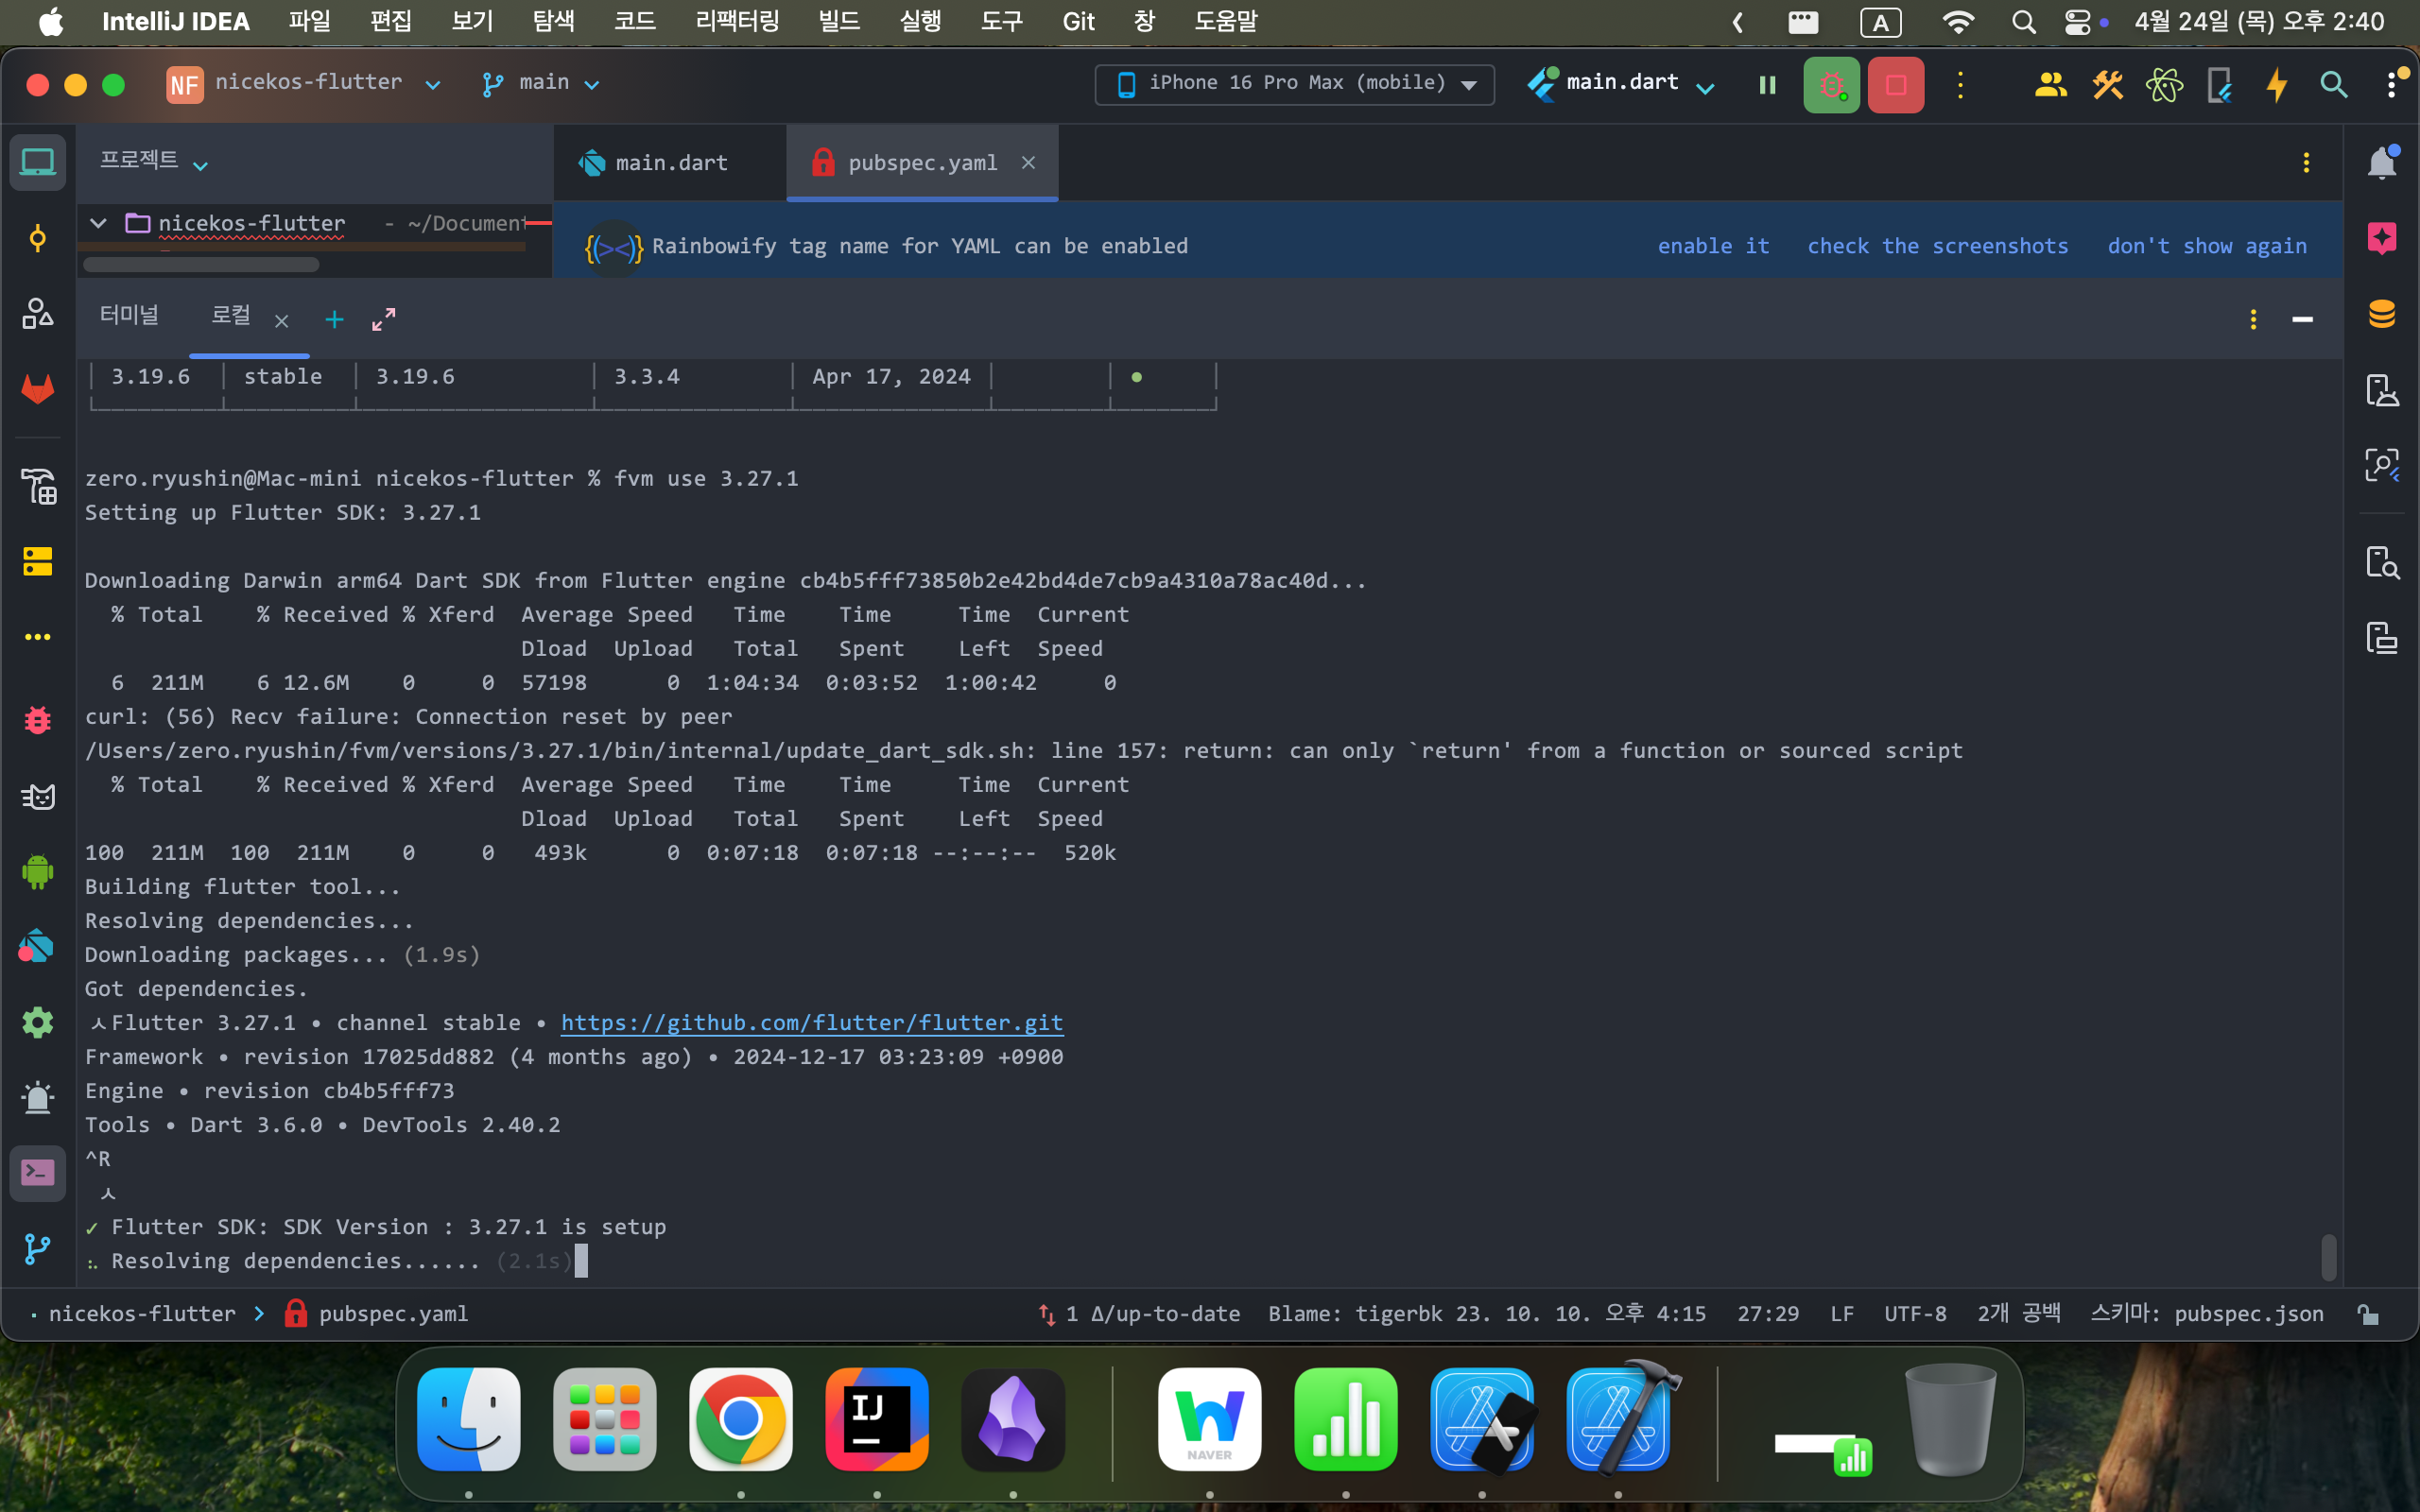 IntelliJ IDEA 파일 편집 보기 탐색 코드 리팩터링 빌드 실행 도구 Git 창 도움말 A 4월 24일 (목) 오후 2:40
NF nicekos-flutter main iPhone 16 Pro Max (mobile) main.dart
프로젝트 main.dart pubspec.yaml
nicekos-flutter - ~/Document
Rainbowify tag name for YAML can be enabled enable it check the screenshots don't show again
터미널 로컬
3.19.6 stable 3.19.6 3.3.4 Apr 17, 2024 ●
zero.ryushin@Mac-mini nicekos-flutter % fvm use 3.27.1
Setting up Flutter SDK: 3.27.1
Downloading Darwin arm64 Dart SDK from Flutter engine cb4b5fff73850b2e42bd4de7cb9a4310a78ac40d...
% Total % Received % Xferd Average Speed Time Time Time Current
Dload Upload Total Spent Left Speed
6 211M 6 12.6M 0 0 57198 0 1:04:34 0:03:52 1:00:42 0
curl: (56) Recv failure: Connection reset by peer
/Users/zero.ryushin/fvm/versions/3.27.1/bin/internal/update_dart_sdk.sh: line 157: return: can only `return' from a function or sourced script
% Total % Received % Xferd Average Speed Time Time Time Current
Dload Upload Total Spent Left Speed
100 211M 100 211M 0 0 493k 0 0:07:18 0:07:18 --:--:-- 520k
Building flutter tool...
Resolving dependencies...
Downloading packages... (1.9s)
Got dependencies.
ㅅFlutter 3.27.1 • channel stable • https://github.com/flutter/flutter.git
Framework • revision 17025dd882 (4 months ago) • 2024-12-17 03:23:09 +0900
Engine • revision cb4b5fff73
Tools • Dart 3.6.0 • DevTools 2.40.2
^R
ㅅ
✓ Flutter SDK: SDK Version : 3.27.1 is setup
Resolving dependencies...... (2.1s)
nicekos-flutter > pubspec.yaml 1 Δ/up-to-date Blame: tigerbk 23. 10. 10. 오후 4:15 27:29 LF UTF-8 2개 공백 스키마: pubspec.json
IJ
NAVER